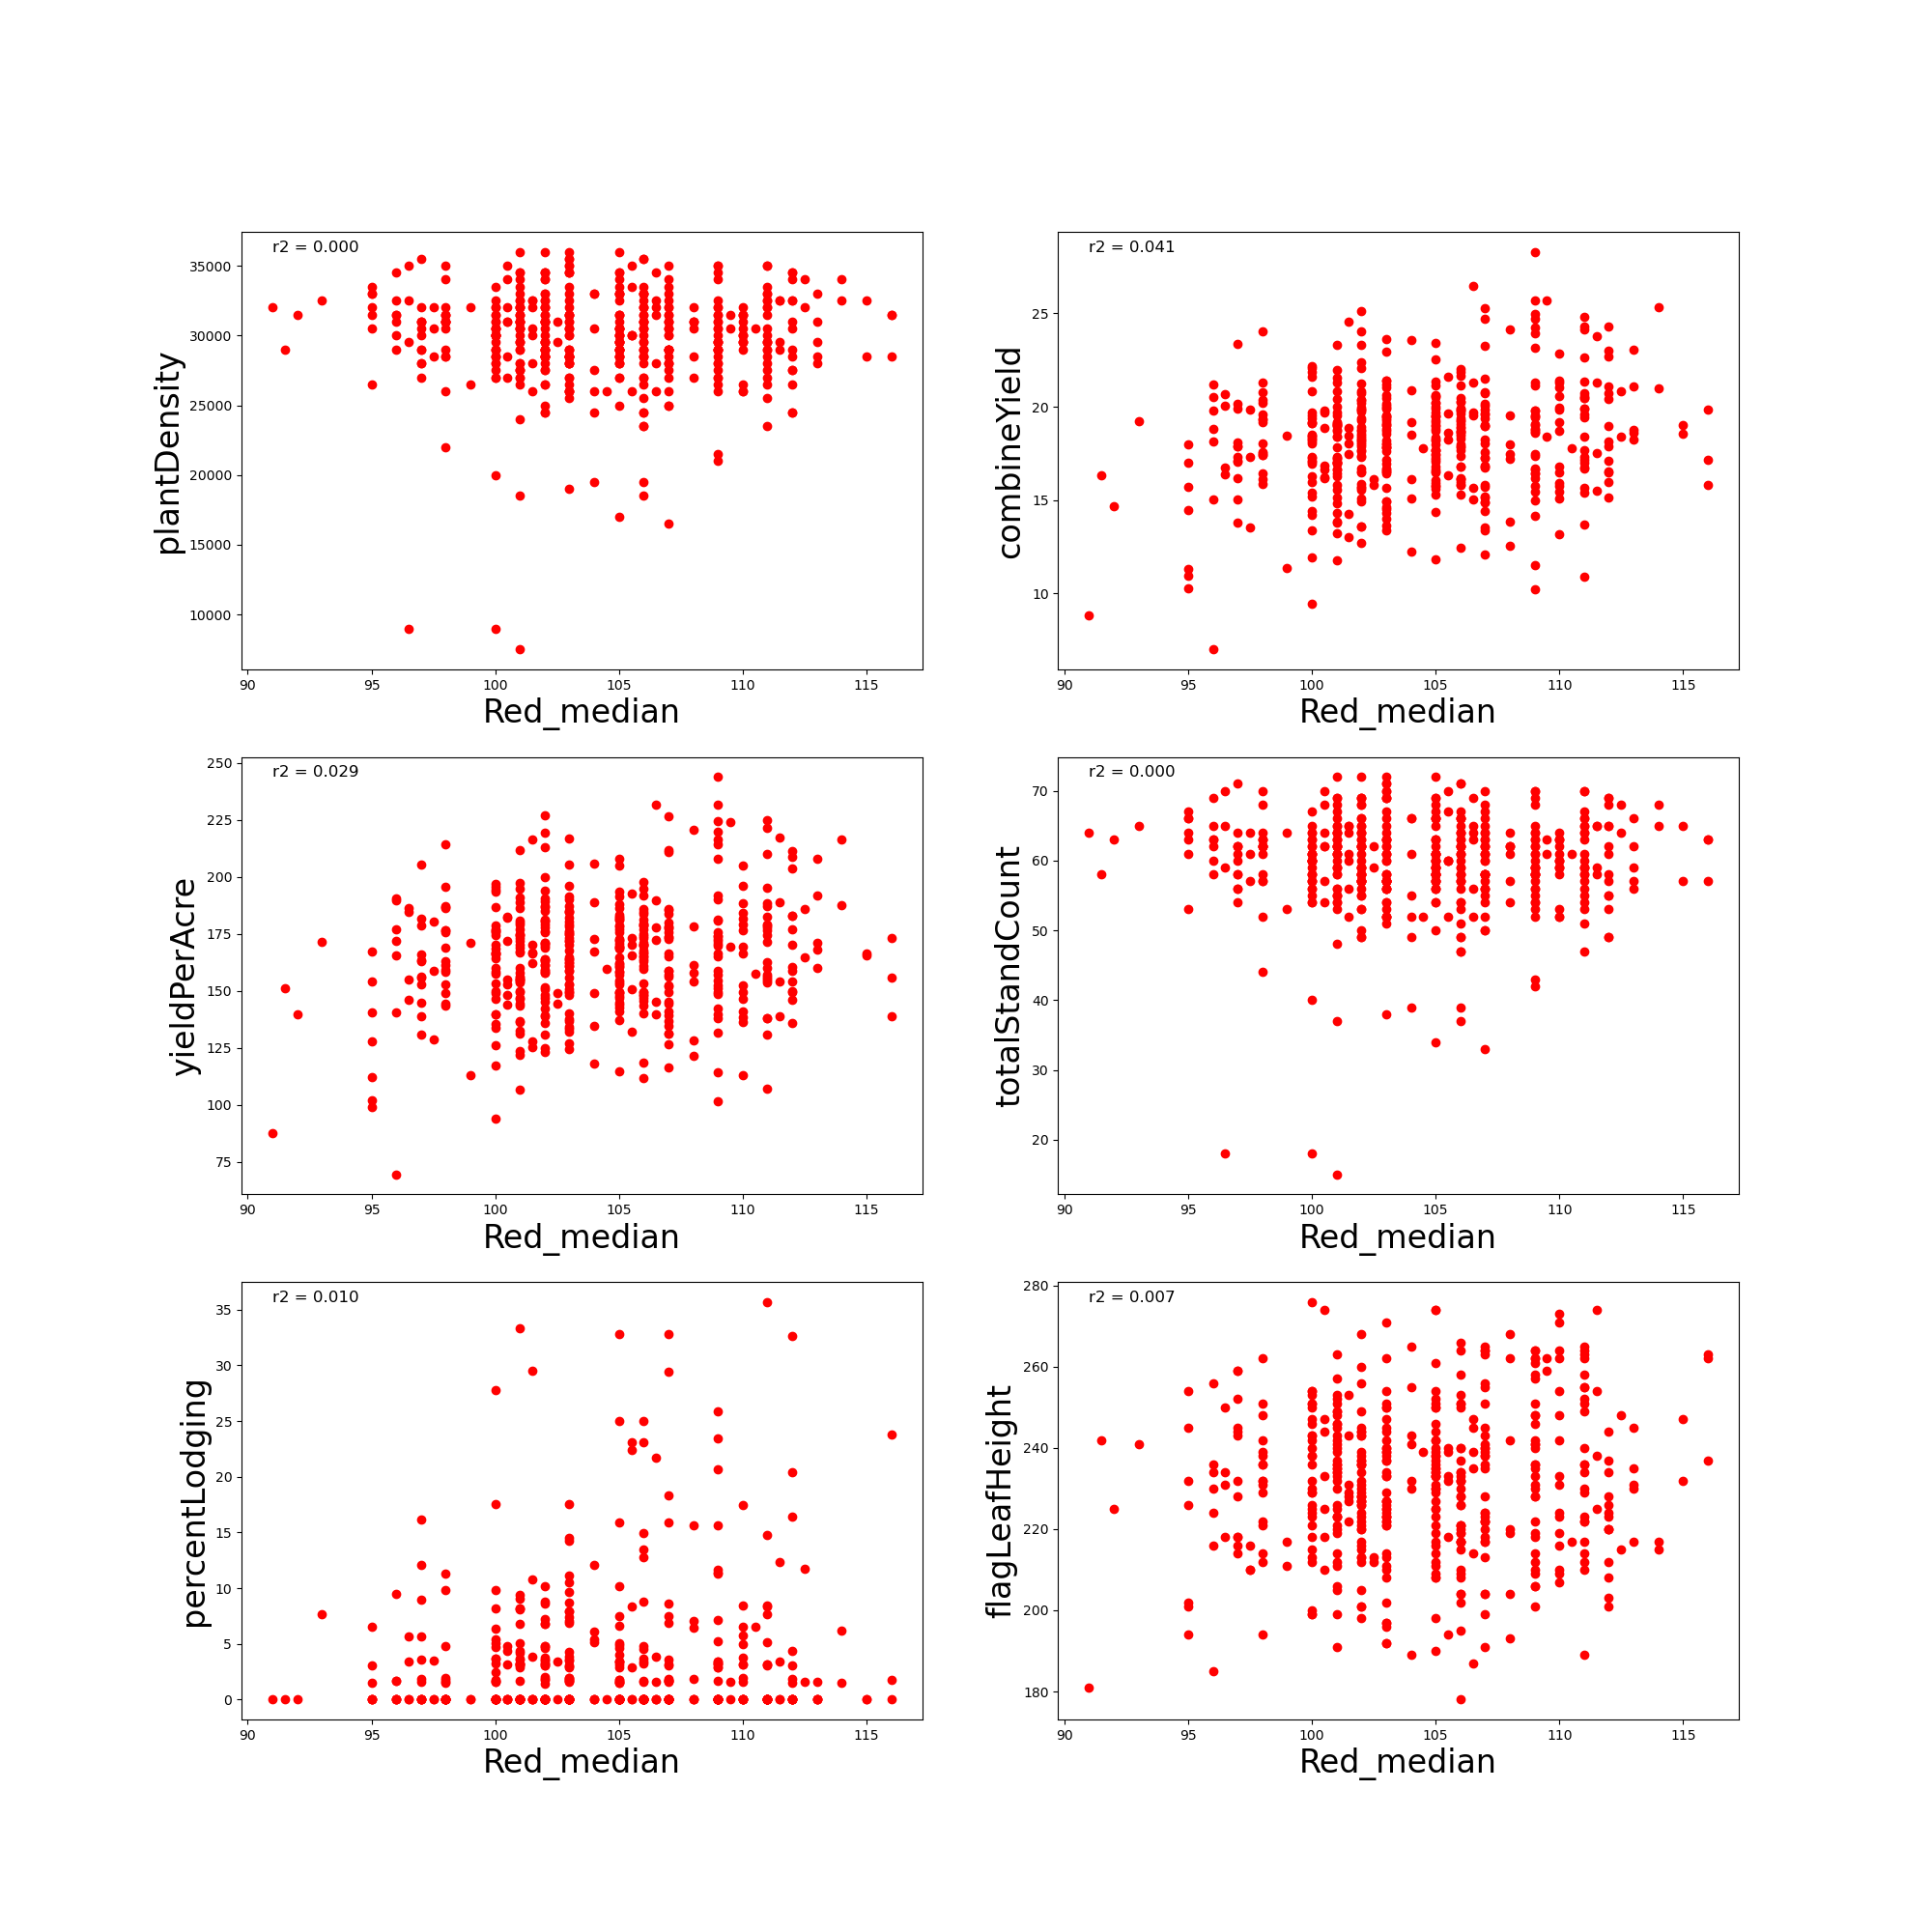 r2 = 0.000
plantDensity
35000
30000
25000
20000
15000
10000
90 95 100 105 110 115
Red_median
r2 = 0.041
combineYield
25
20
15
10
90 95 100 105 110 115
Red_median
r2 = 0.029
yieldPerAcre
250
225
200
175
150
125
100
75
90 95 100 105 110 115
Red_median
r2 = 0.000
totalStandCount
70
60
50
40
30
20
90 95 100 105 110 115
Red_median
r2 = 0.010
percentLodging
35
30
25
20
15
10
5
0
90 95 100 105 110 115
Red_median
r2 = 0.007
flagLeafHeight
280
260
240
220
200
180
90 95 100 105 110 115
Red_median